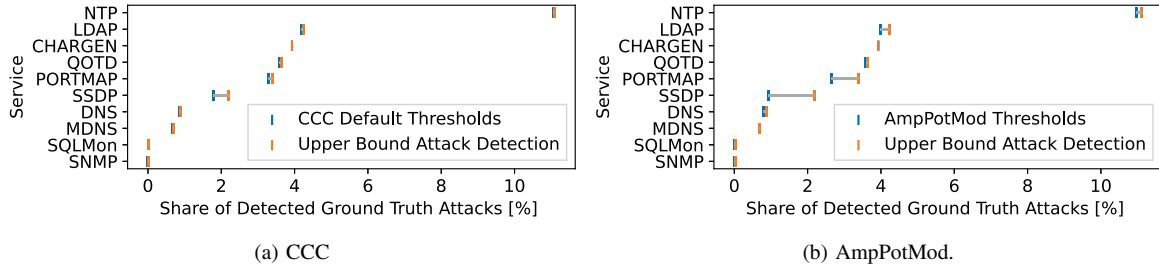 Service
NTP
LDAP
CHARGEN
QOTD
PORTMAP
SSDP
DNS
MDNS
SQLMon
SNMP
CCC Default Thresholds
Upper Bound Attack Detection
0 2 4 6 8 10
Share of Detected Ground Truth Attacks [%]
(a) CCC
Service
NTP
LDAP
CHARGEN
QOTD
PORTMAP
SSDP
DNS
MDNS
SQLMon
SNMP
AmpPotMod Thresholds
Upper Bound Attack Detection
0 2 4 6 8 10
Share of Detected Ground Truth Attacks [%]
(b) AmpPotMod.